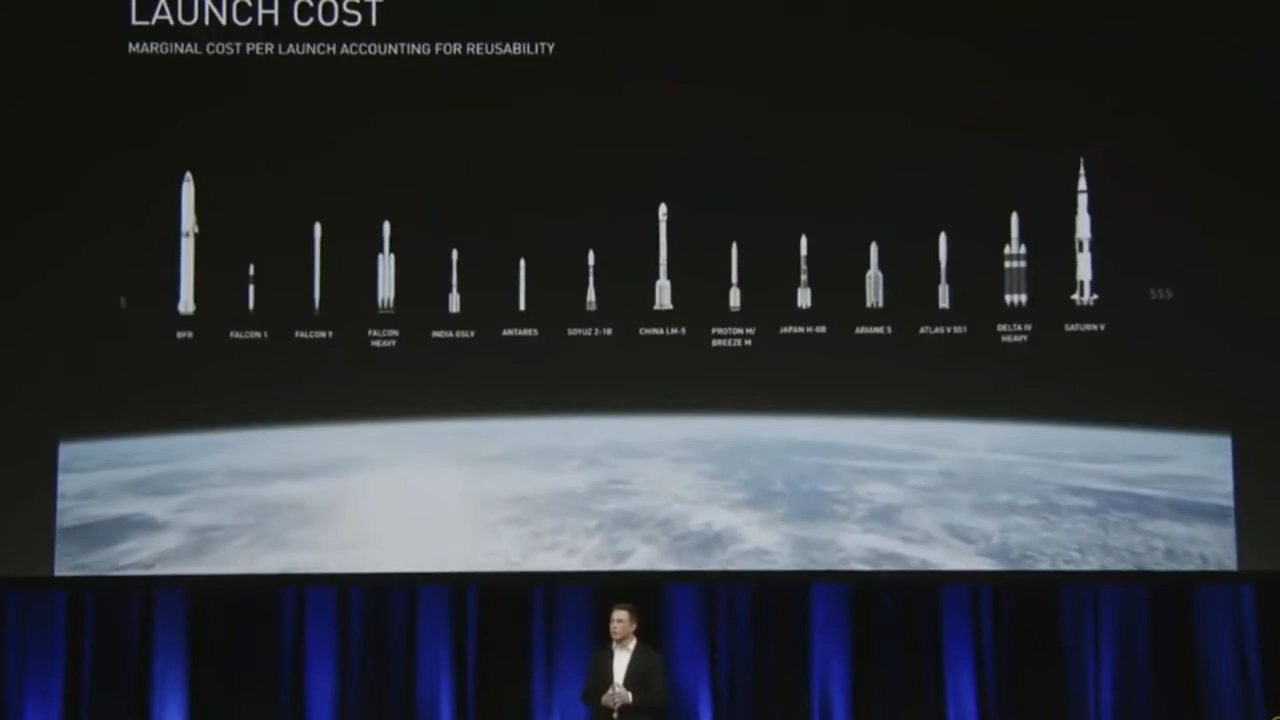 LAUNCH COST
MARGINAL COST PER LAUNCH ACCOUNTING FOR REUSABILITY
$
$$$
BFR
FALCON 1
FALCON 9
FALCON
HEAVY
INDIA GSLV
ANTARES
SOYUZ 2-1B
CHINA LM-5
PROTON M/
BREEZE M
JAPAN H-IIB
ARIANE 5
ATLAS V 551
DELTA IV
HEAVY
SATURN V